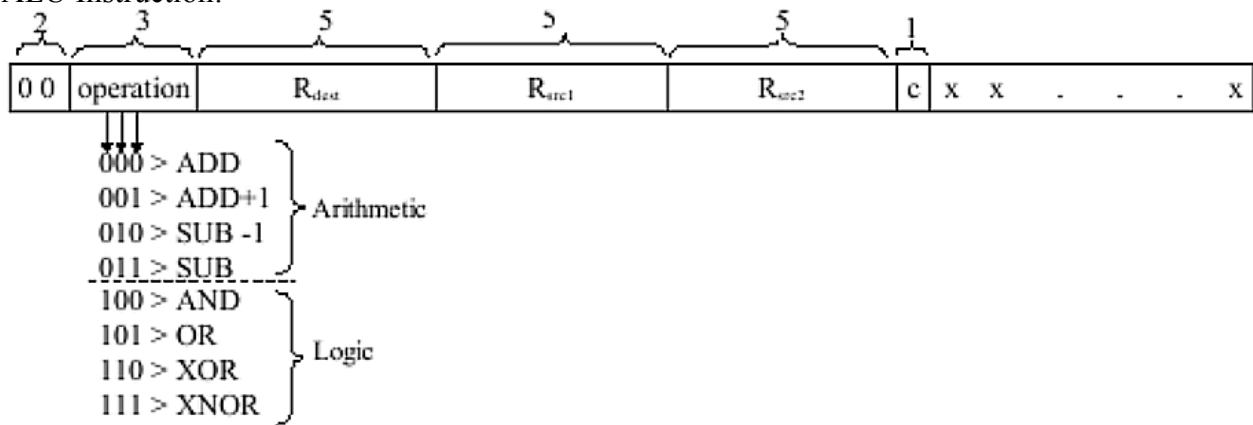 ALU Instruction:
2 3 5 5 5 1
0 0 operation Rdest Rsrc1 Rsrc2 c x x . . . x
000 > ADD
001 > ADD+1
010 > SUB -1
011 > SUB
Arithmetic
100 > AND
101 > OR
110 > XOR
111 > XNOR
Logic